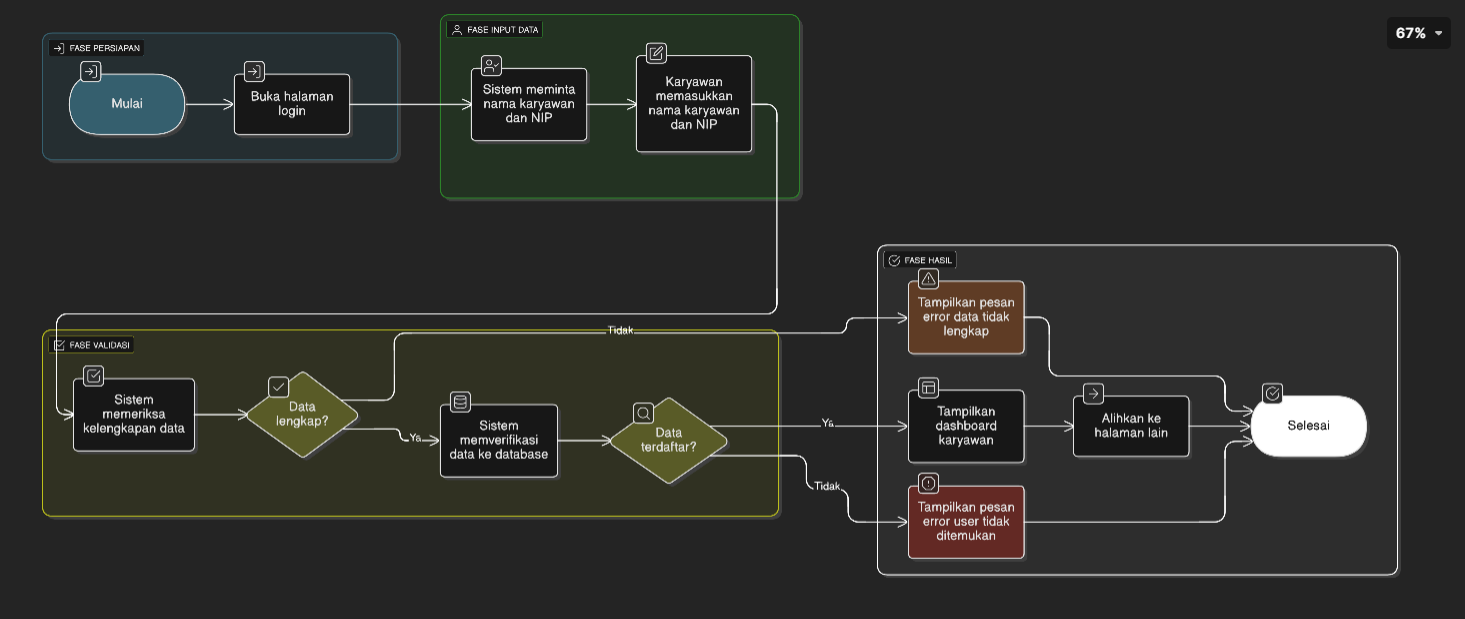 FASE PERSIAPAN
Mulai
Buka halaman
login
FASE INPUT DATA
Sistem meminta
nama karyawan
dan NIP
Karyawan
memasukkan
nama karyawan
dan NIP
67%
FASE VALIDASI
Sistem
memeriksa
kelengkapan data
Data
lengkap?
Tidak
Ya
Sistem
memverifikasi
data ke database
Data
terdaftar?
Ya
Tidak
FASE HASIL
Tampilkan pesan
error data tidak
lengkap
Tampilkan
dashboard
karyawan
Alihkan ke
halaman lain
Tampilkan pesan
error user tidak
ditemukan
Selesai